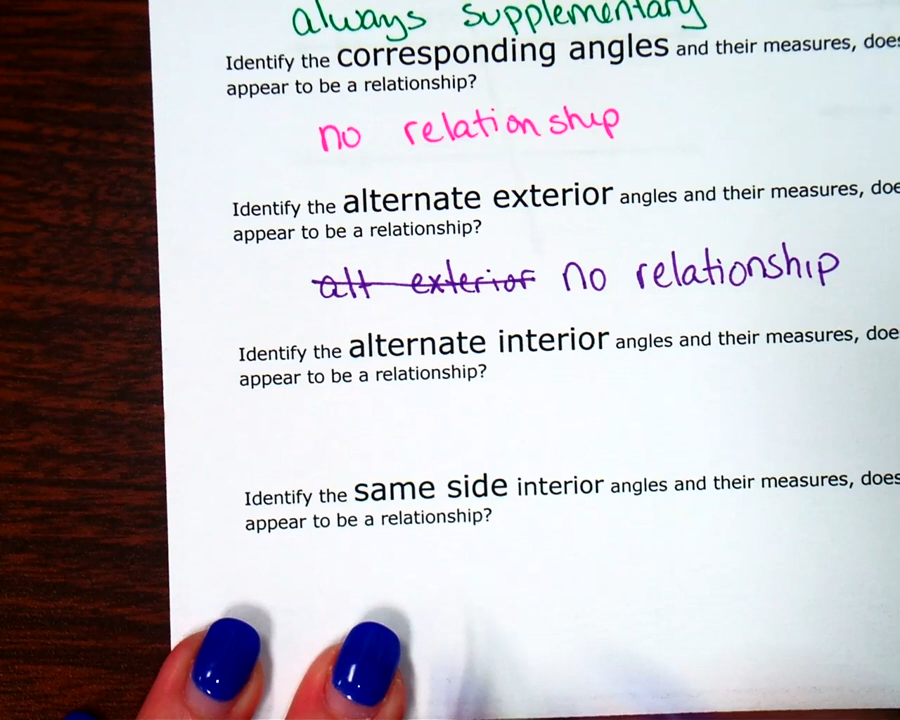 always supplementary
Identify the corresponding angles and their measures, does
appear to be a relationship?
no relationship
Identify the alternate exterior angles and their measures, doe
appear to be a relationship?
alt exterior no relationship
Identify the alternate interior angles and their measures, doe
appear to be a relationship?
Identify the same side interior angles and their measures, does
appear to be a relationship?